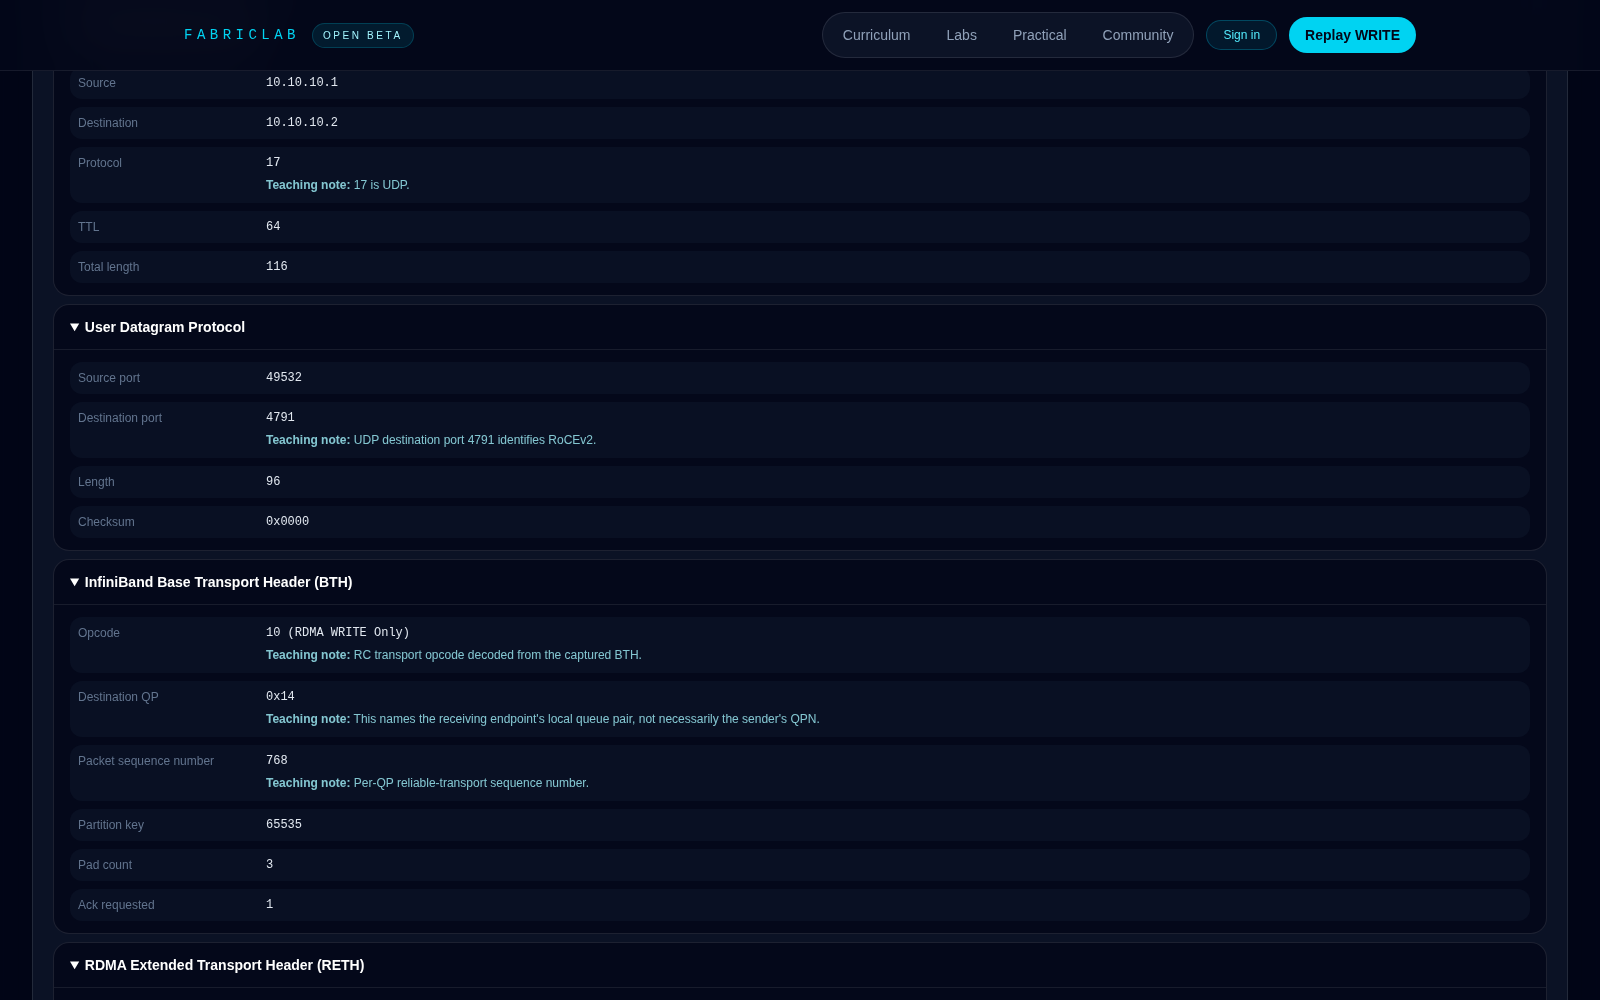 FABRICLAB OPEN BETA Curriculum Labs Practical Community Sign in Replay WRITE
Source 10.10.10.1
Destination 10.10.10.2
Protocol 17
Teaching note: 17 is UDP.
TTL 64
Total length 116
▼ User Datagram Protocol
Source port 49532
Destination port 4791
Teaching note: UDP destination port 4791 identifies RoCEv2.
Length 96
Checksum 0x0000
▼ InfiniBand Base Transport Header (BTH)
Opcode 10 (RDMA WRITE Only)
Teaching note: RC transport opcode decoded from the captured BTH.
Destination QP 0x14
Teaching note: This names the receiving endpoint's local queue pair, not necessarily the sender's QPN.
Packet sequence number 768
Teaching note: Per-QP reliable-transport sequence number.
Partition key 65535
Pad count 3
Ack requested 1
▼ RDMA Extended Transport Header (RETH)